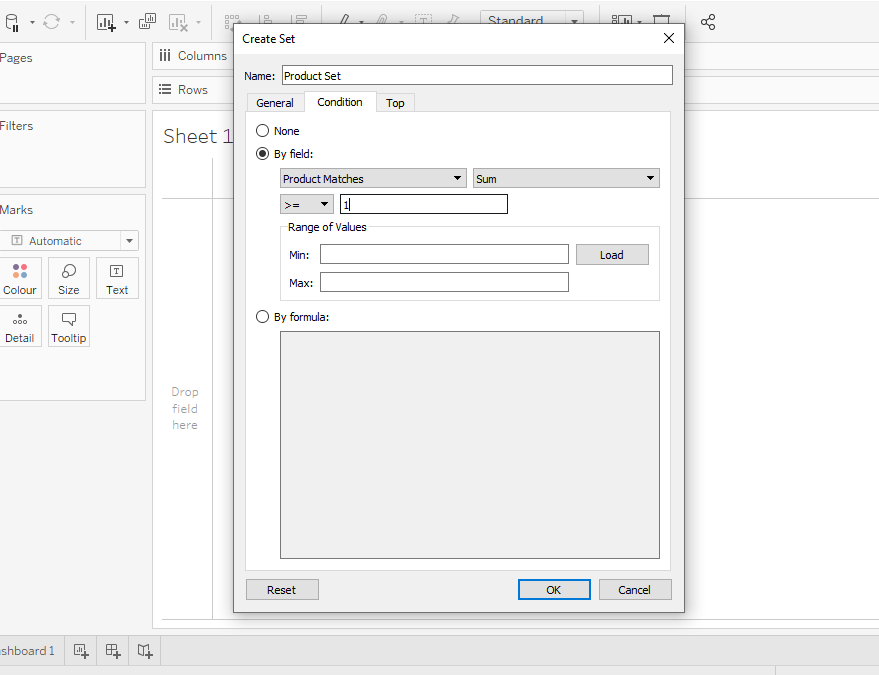 Standard
Create Set
Pages
Columns
Name: Product Set
Rows
General Condition Top
Filters
None
Sheet 1
By field:
Product Matches Sum
>= 1
Marks
Range of Values
Automatic
Min: Load
Max:
Colour Size Text
By formula:
Detail Tooltip
Drop
field
here
Reset OK Cancel
shboard 1